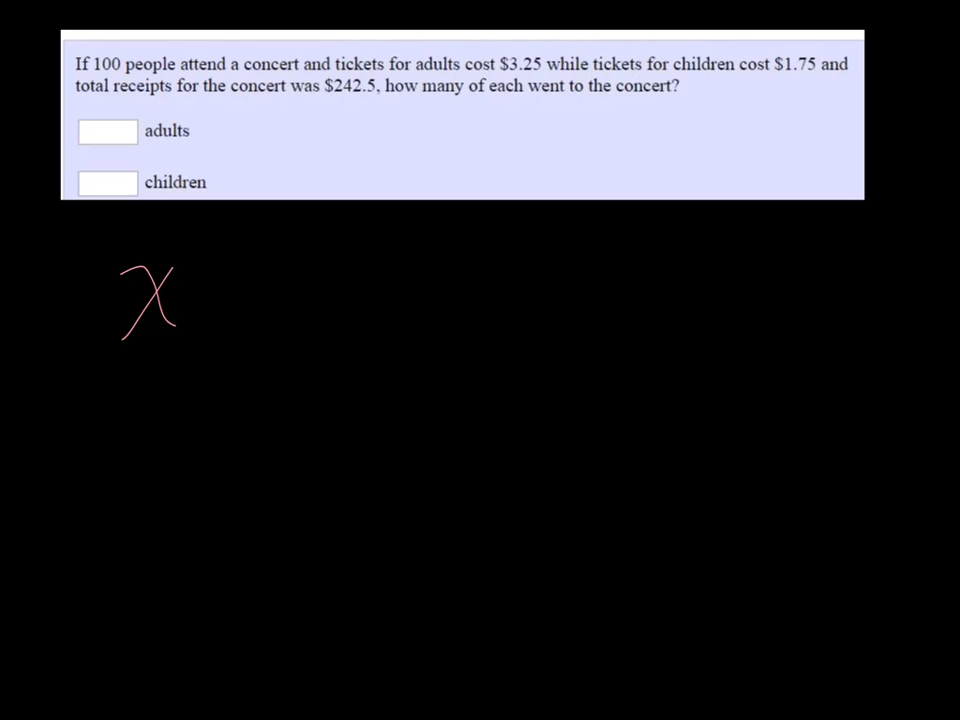 If 100 people attend a concert and tickets for adults cost $3.25 while tickets for children cost $1.75 and
total receipts for the concert was $242.5, how many of each went to the concert?
adults
children
x